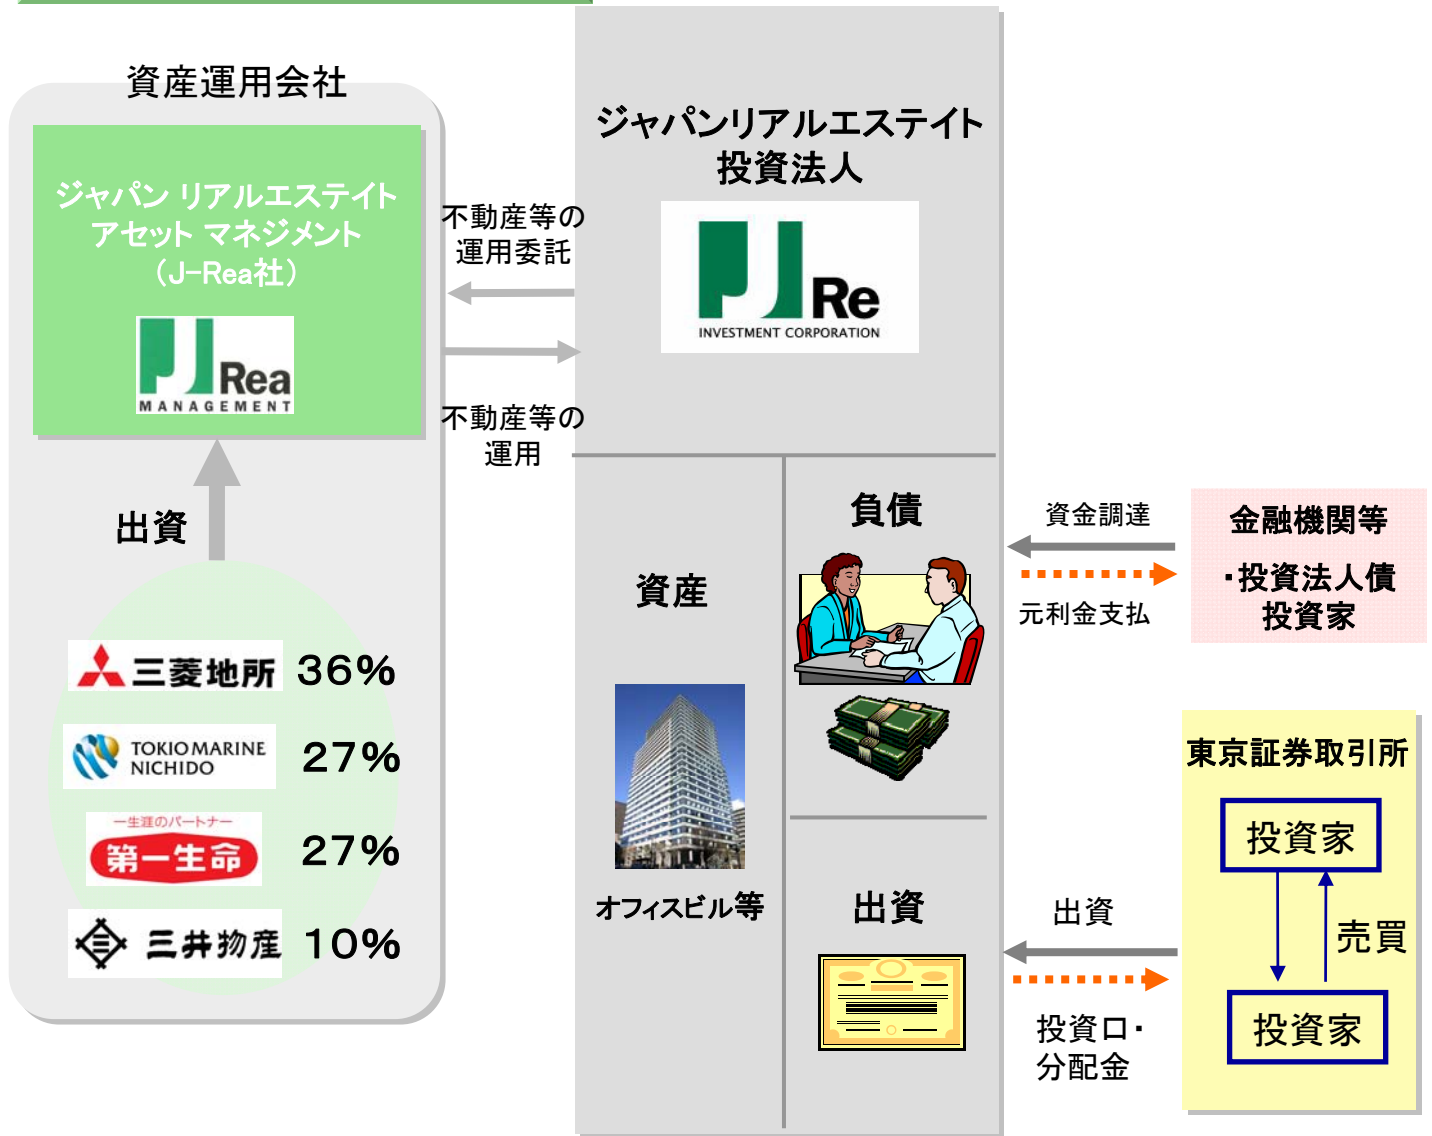 資産運用会社
ジャパン リアルエステイト
アセット マネジメント
（J-Rea社）
J Rea
MANAGEMENT
出資
三菱地所 36%
TOKIO MARINE
NICHIDO
27%
一生涯のパートナー
第一生命
27%
三井物産 10%
不動産等の
運用委託
不動産等の
運用
ジャパンリアルエステイト
投資法人
J Re
INVESTMENT CORPORATION
資産
オフィスビル等
負債
出資
資金調達
元利金支払
金融機関等
・投資法人債
投資家
出資
投資口・
分配金
東京証券取引所
投資家
売買
投資家